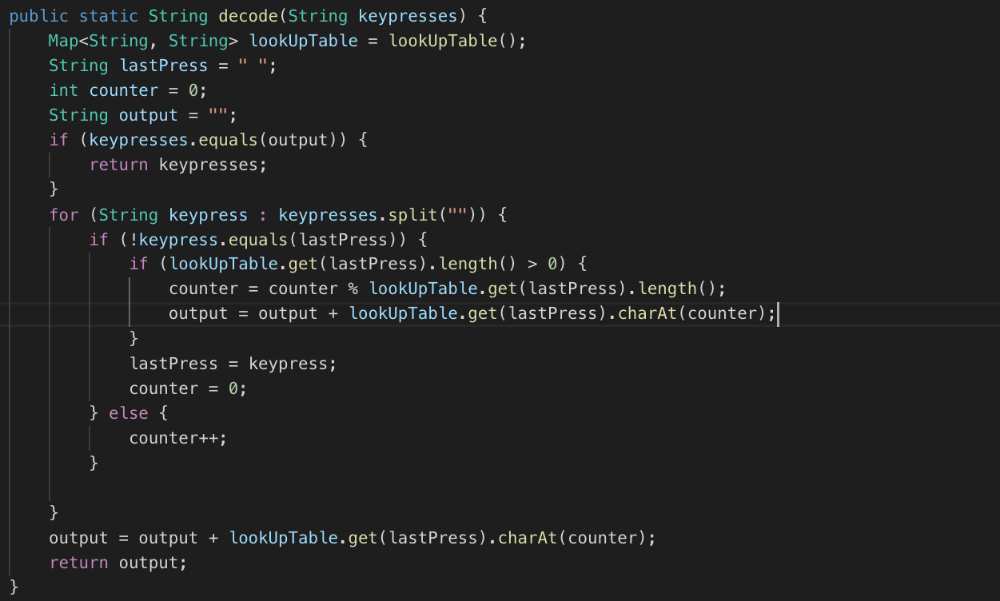 public static String decode(String keypresses) {
    Map<String, String> lookUpTable = lookUpTable();
    String lastPress = " ";
    int counter = 0;
    String output = "";
    if (keypresses.equals(output)) {
        return keypresses;
    }
    for (String keypress : keypresses.split("")) {
        if (!keypress.equals(lastPress)) {
            if (lookUpTable.get(lastPress).length() > 0) {
                counter = counter % lookUpTable.get(lastPress).length();
                output = output + lookUpTable.get(lastPress).charAt(counter);
            }
            lastPress = keypress;
            counter = 0;
        } else {
            counter++;
        }

    }
    output = output + lookUpTable.get(lastPress).charAt(counter);
    return output;
}